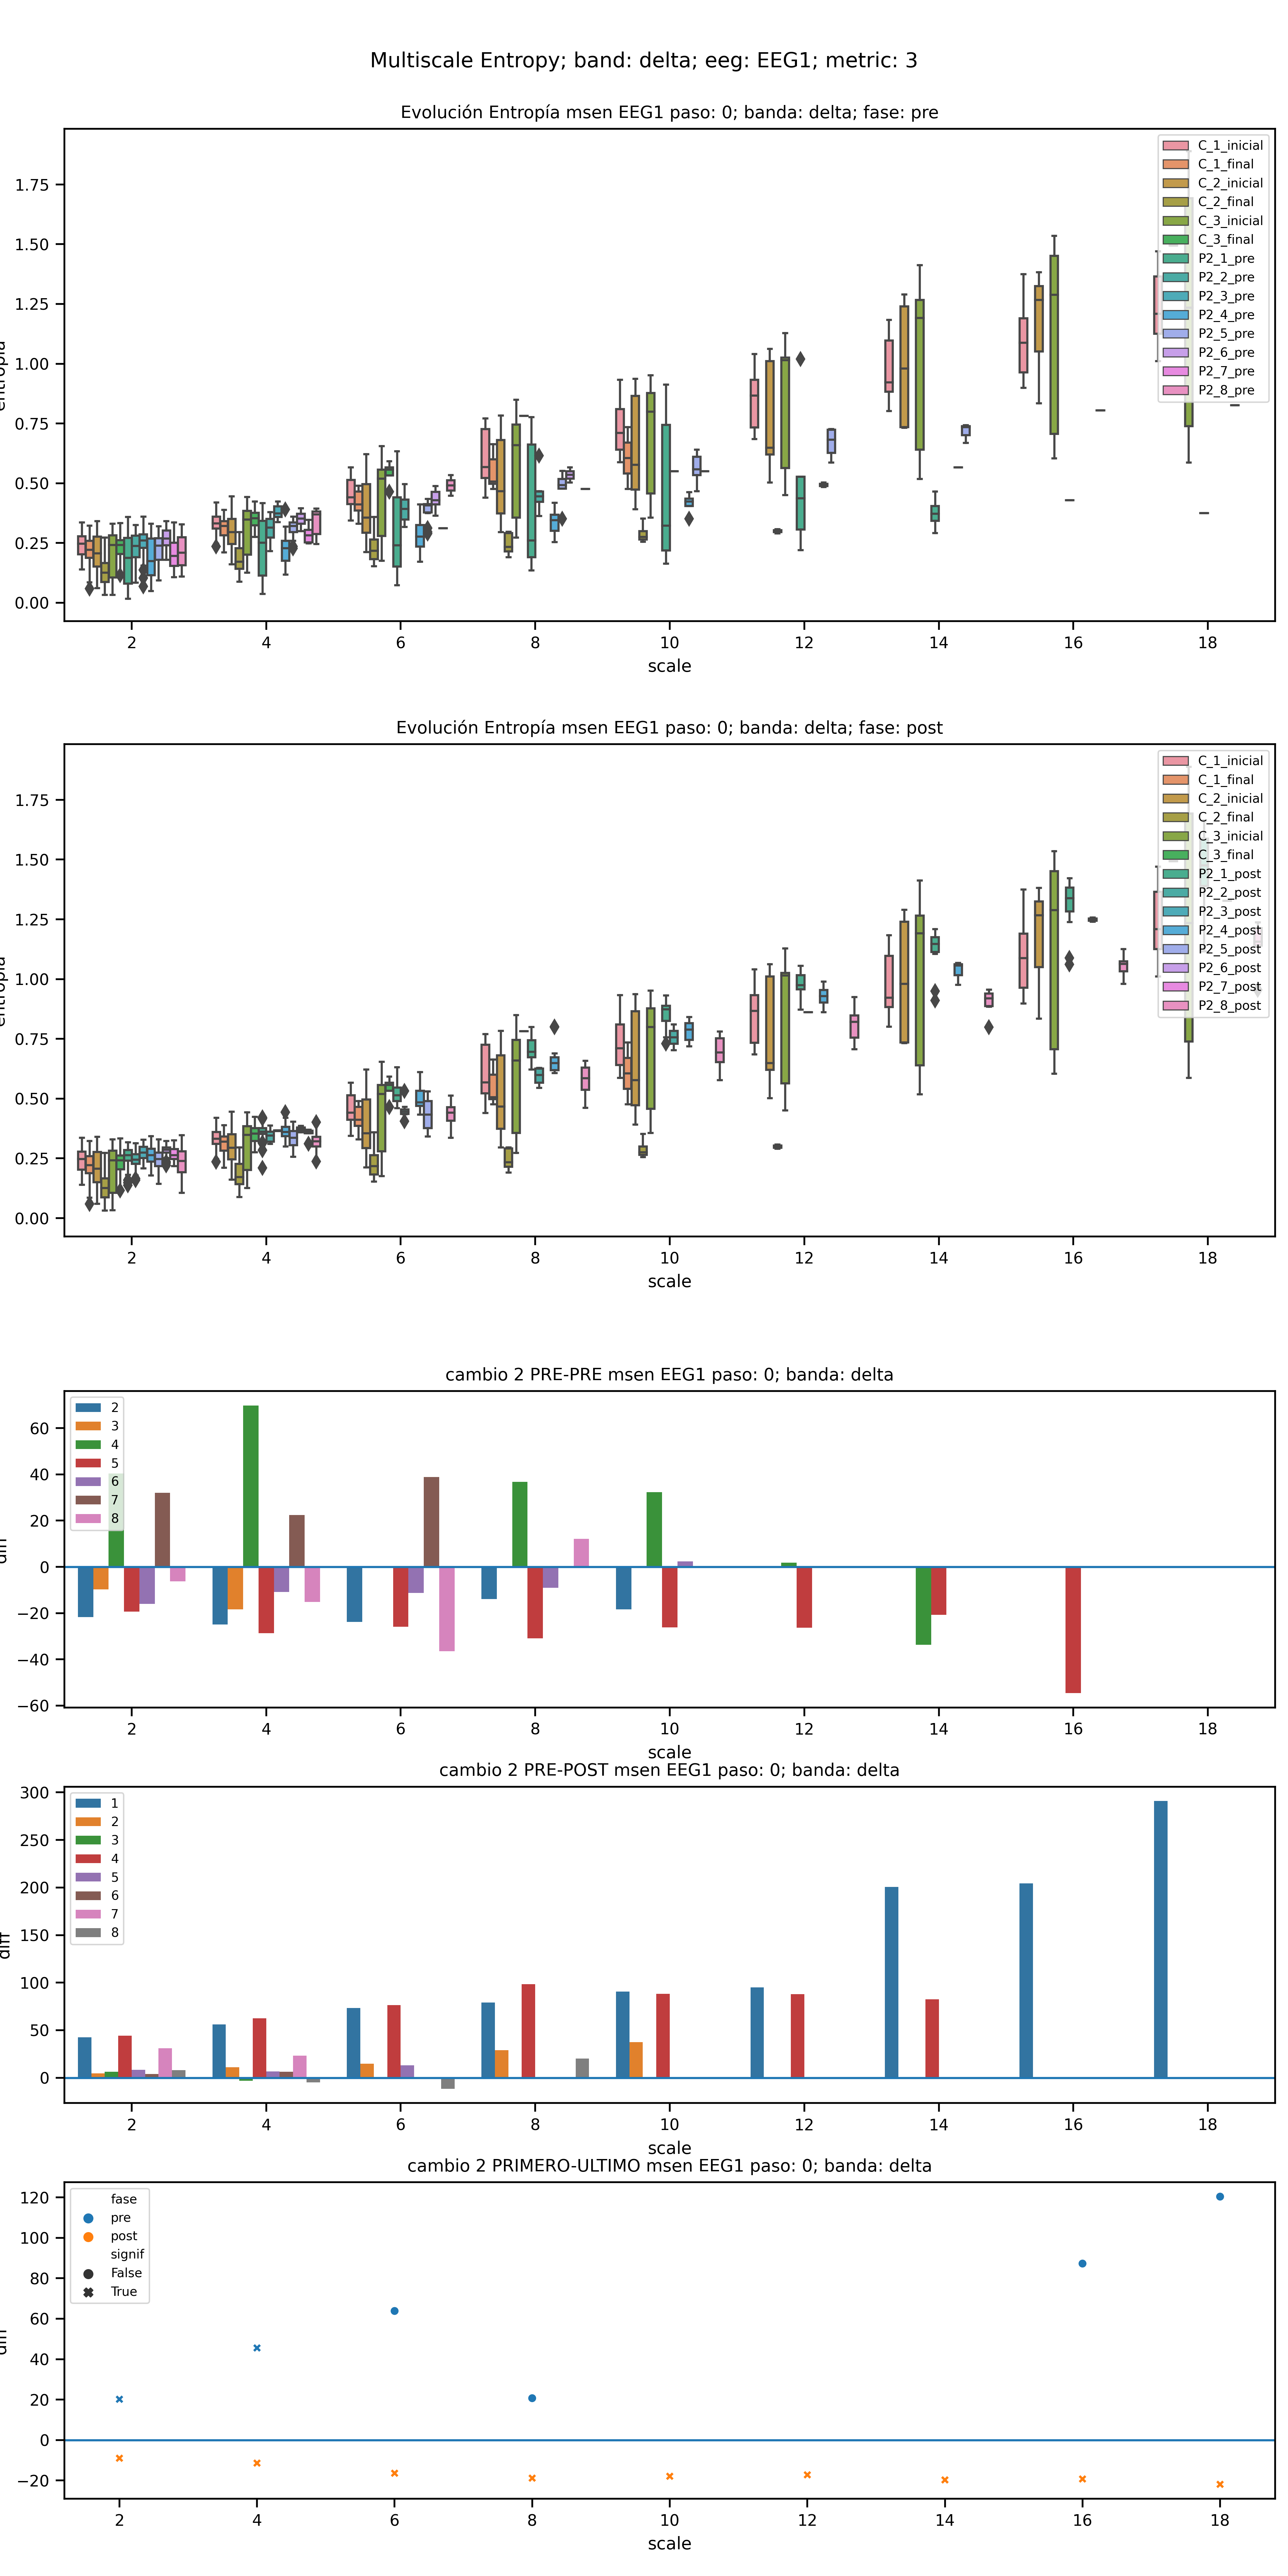 Multiscale Entropy; band: delta; eeg: EEG1; metric: 3
Evolución Entropía msen EEG1 paso: 0; banda: delta; fase: pre
1.75
1.50
1.25
1.00
0.75
0.50
0.25
0.00
C_1_inicial
C_1_final
C_2_inicial
C_2_final
C_3_inicial
C_3_final
P2_1_pre
P2_2_pre
P2_3_pre
P2_4_pre
P2_5_pre
P2_6_pre
P2_7_pre
P2_8_pre
2 4 6 8 10 12 14 16 18
scale
Evolución Entropía msen EEG1 paso: 0; banda: delta; fase: post
1.75
1.50
1.25
1.00
0.75
0.50
0.25
0.00
C_1_inicial
C_1_final
C_2_inicial
C_2_final
C_3_inicial
C_3_final
P2_1_post
P2_2_post
P2_3_post
P2_4_post
P2_5_post
P2_6_post
P2_7_post
P2_8_post
2 4 6 8 10 12 14 16 18
scale
cambio 2 PRE-PRE msen EEG1 paso: 0; banda: delta
60
40
20
0
−20
−40
−60
2
3
4
5
6
7
8
2 4 6 8 10 12 14 16 18
scale
cambio 2 PRE-POST msen EEG1 paso: 0; banda: delta
300
250
200
150
100
50
0
diff
1
2
3
4
5
6
7
8
2 4 6 8 10 12 14 16 18
scale
cambio 2 PRIMERO-ULTIMO msen EEG1 paso: 0; banda: delta
120
100
80
60
40
20
0
−20
fase
pre
post
signif
False
True
2 4 6 8 10 12 14 16 18
scale